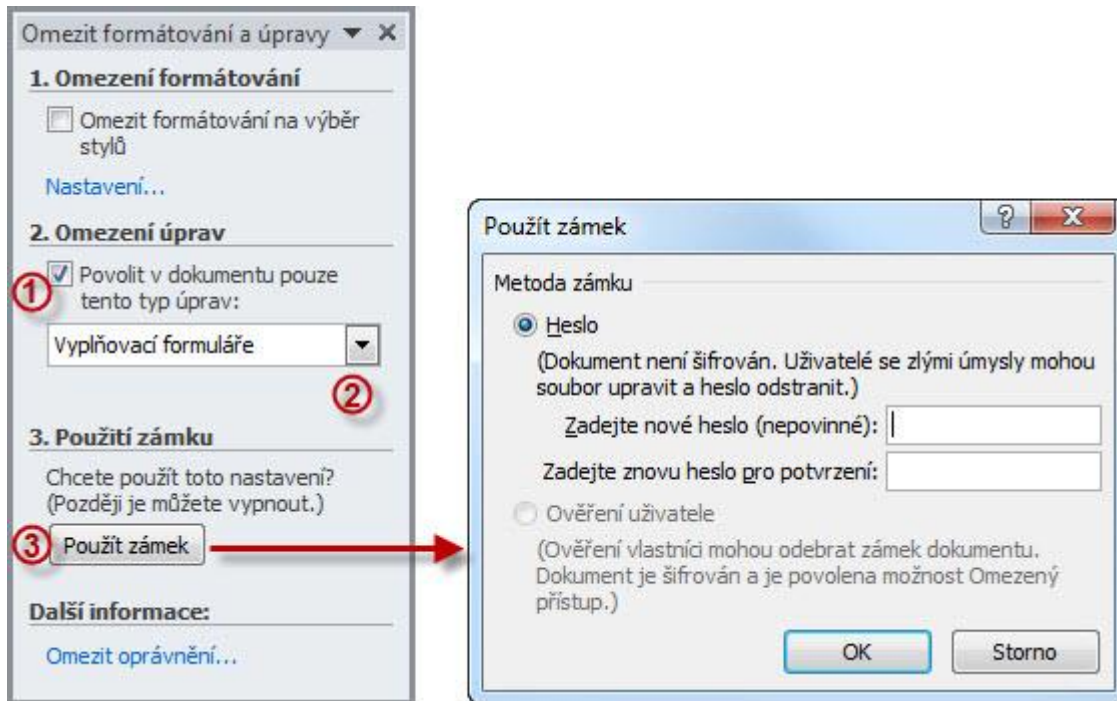 Omezit formátování a úpravy
1. Omezení formátování
Omezit formátování na výběr
stylů
Nastavení...
2. Omezení úprav
1
Povolit v dokumentu pouze
tento typ úprav:
Vyplňovací formuláře
2
3. Použití zámku
Chcete použít toto nastavení?
(Později je můžete vypnout.)
3
Použít zámek
Další informace:
Omezit oprávnění...
Použít zámek
?
Metoda zámku
Heslo
(Dokument není šifrován. Uživatelé se zlými úmysly mohou
soubor upravit a heslo odstranit.)
Zadejte nové heslo (nepovinné):
Zadejte znovu heslo pro potvrzení:
Ověření uživatele
(Ověření vlastníci mohou odebrat zámek dokumentu.
Dokument je šifrován a je povolena možnost Omezený
přístup.)
OK
Storno